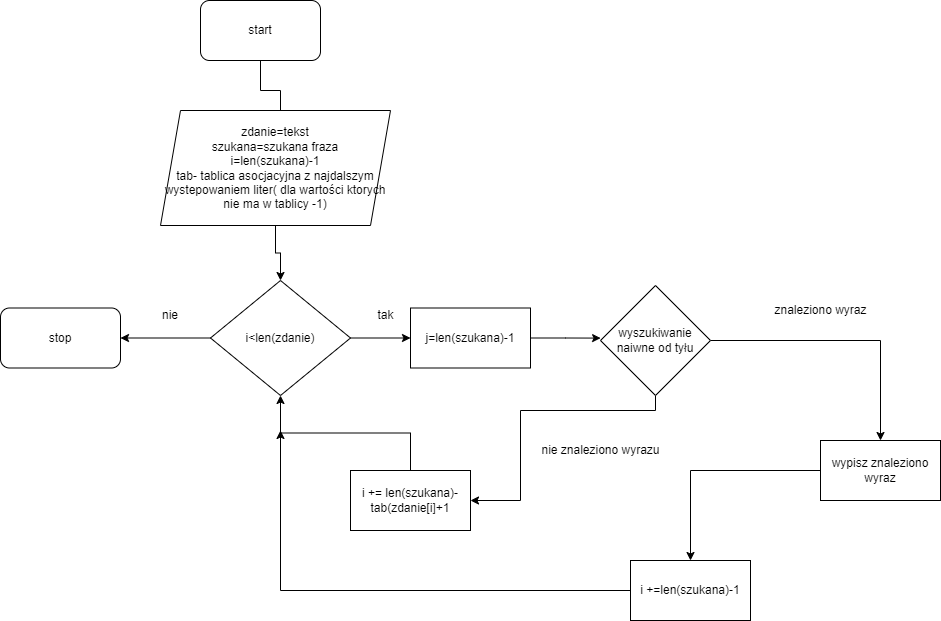 start
zdanie=tekst
szukana=szukana fraza
i=len(szukana)-1
tab- tablica asocjacyjna z najdalszym
wystepowaniem liter( dla wartości ktorych
nie ma w tablicy -1)
nie
stop
i<len(zdanie)
tak
j=len(szukana)-1
wyszukiwanie
naiwne od tyłu
znaleziono wyraz
nie znaleziono wyrazu
wypisz znaleziono
wyraz
i += len(szukana)-
tab(zdanie[i]+1
i +=len(szukana)-1